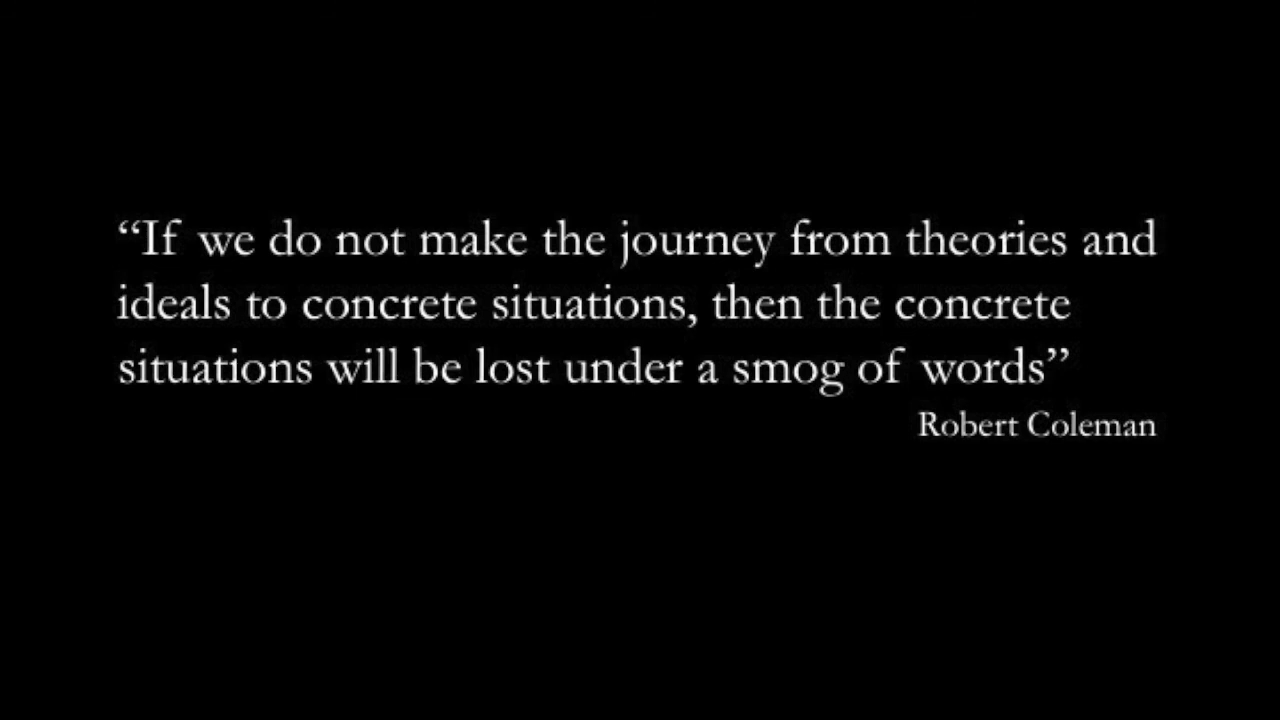 “If we do not make the journey from theories and
ideals to concrete situations, then the concrete
situations will be lost under a smog of words”
Robert Coleman